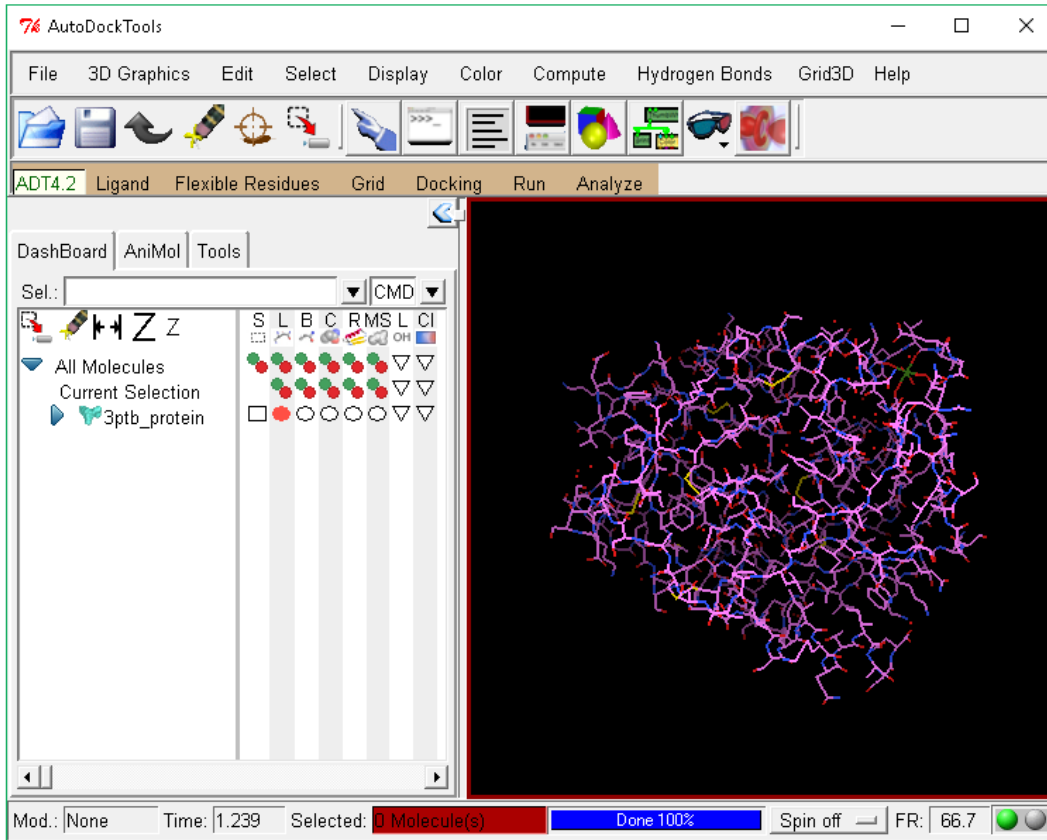 AutoDockTools
File 3D Graphics Edit Select Display Color Compute Hydrogen Bonds Grid3D Help
>>>_
ADT4.2 Ligand Flexible Residues Grid Docking Run Analyze
DashBoard AniMol Tools
Sel.: CMD
Z Z S L B C R MS L Cl
OH
All Molecules
Current Selection
3ptb_protein
Mod.: None Time: 1.239 Selected: 0 Molecule(s) Done 100% Spin off FR: 66.7